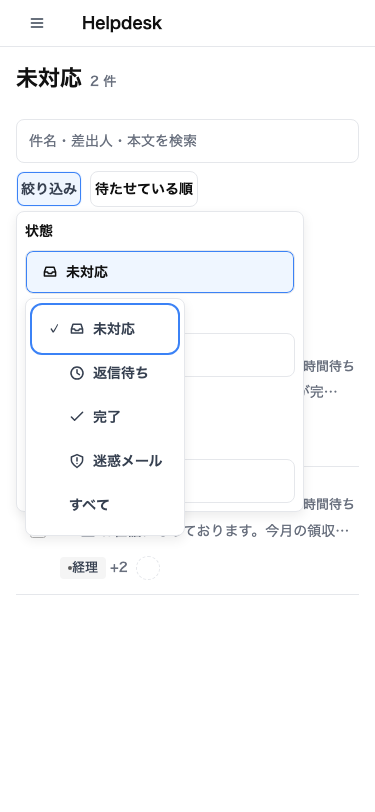 Helpdesk
未対応 2 件
件名・差出人・本文を検索
絞り込み 待たせている順
状態
未対応
✓ 未対応
時間待ち
返信待ち
が完…
完了
迷惑メール
すべて
時間待ち
ております。今月の領収…
•経理 +2